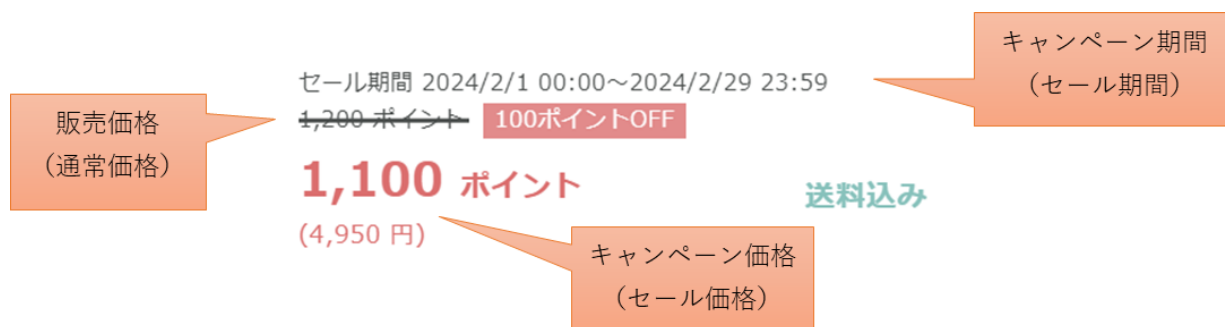 キャンペーン期間
（セール期間）
セール期間 2024/2/1 00:00～2024/2/29 23:59
販売価格
（通常価格）
1,200 ポイント 100ポイントOFF
1,100 ポイント
送料込み
(4,950 円)
キャンペーン価格
（セール価格）